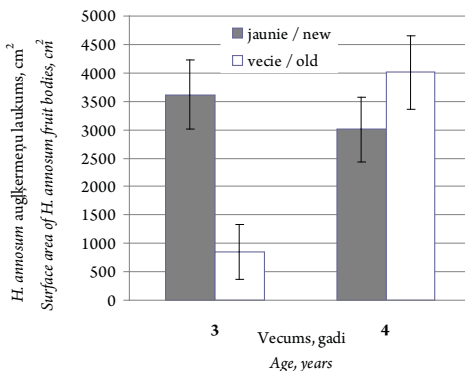 H. annosum augļķermeņu laukums, cm²
Surface area of H. annosum fruit bodies, cm²
5000
4500
4000
3500
3000
2500
2000
1500
1000
500
0
jaunie / new
vecie / old
3 4
Vecums, gadi
Age, years